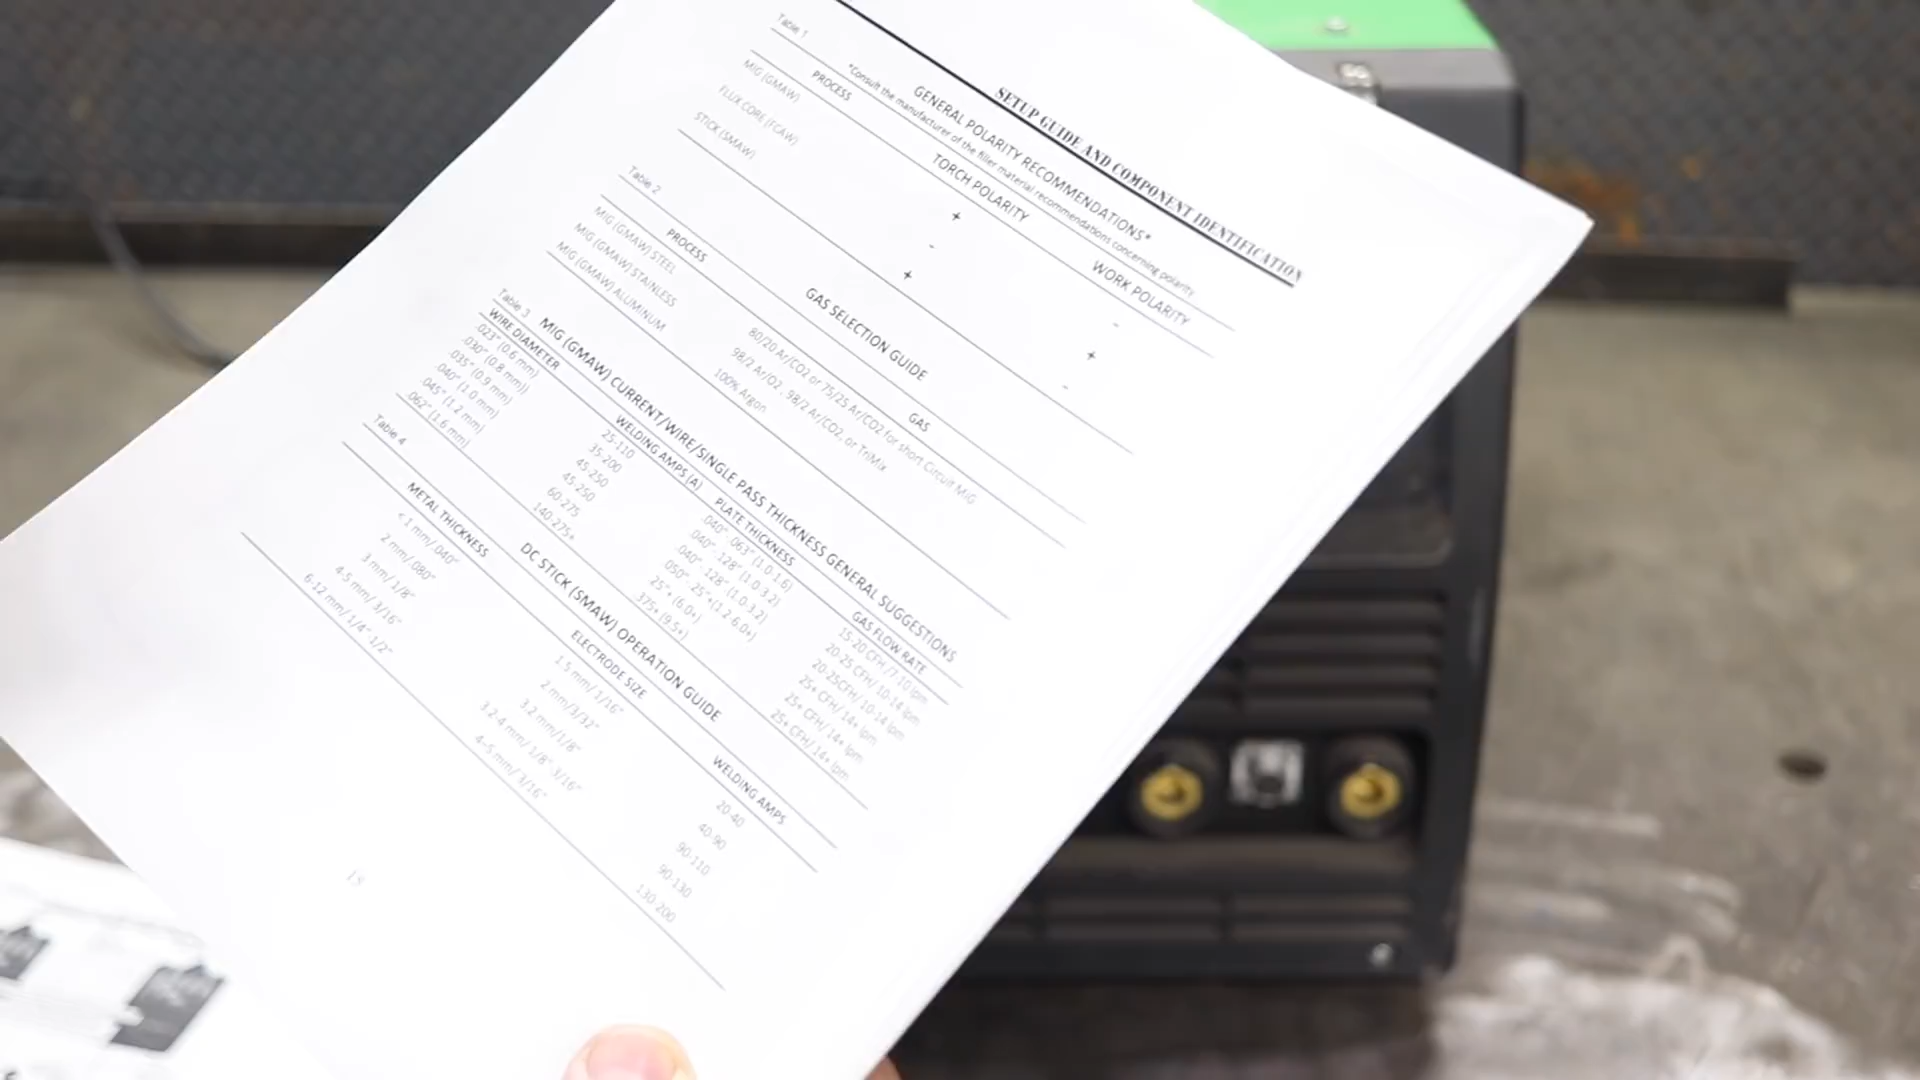 SETUP GUIDE AND COMPONENT IDENTIFICATION
Table 1
GENERAL POLARITY RECOMMENDATIONS*
*Consult the manufacturer of the filler material recommendations concerning polarity.
PROCESS TORCH POLARITY WORK POLARITY
MIG (GMAW) + -
FLUX CORE (FCAW) - +
STICK (SMAW) + -
Table 2
GAS SELECTION GUIDE
PROCESS GAS
MIG (GMAW) STEEL 80/20 Ar/CO2 or 75/25 Ar/CO2 for short Circuit MIG
MIG (GMAW) STAINLESS 98/2 Ar/O2 , 98/2 Ar/CO2, or TriMix
MIG (GMAW) ALUMINUM 100% Argon
Table 3
MIG (GMAW) CURRENT/WIRE/SINGLE PASS THICKNESS GENERAL SUGGESTIONS
WIRE DIAMETER WELDING AMPS (A) PLATE THICKNESS GAS FLOW RATE
.023" (0.6 mm) 25-110 .040"-.063" (1.0-1.6) 15-20 CFH /7-10 lpm
.030" (0.8 mm)) 35-200 .040"-.128" (1.0-3.2) 20-25 CFH/ 10-14 lpm
.035" (0.9 mm) 45-250 .040"-.128" (1.0-3.2) 20-25CFH/ 10-14 lpm
.040" (1.0 mm) 45-250 .050"-.25"+(1.2-6.0+) 25+ CFH/ 14+ lpm
.045" (1.2 mm) 60-275 .25"+ (6.0+) 25+ CFH/ 14+ lpm
.062" (1.6 mm) 140-275+ .375+ (9.5+) 25+ CFH/ 14+ lpm
Table 4
DC STICK (SMAW) OPERATION GUIDE
METAL THICKNESS ELECTRODE SIZE WELDING AMPS
< 1 mm/.040" 1.5 mm/ 1/16" 20-40
2 mm/.080" 2 mm/3/32" 40-90
3 mm/ 1/8" 3.2 mm/1/8" 90-110
4-5 mm/ 3/16" 3.2-4 mm/ 1/8"-3/16" 90-130
6-12 mm/ 1/4"-1/2" 4-5 mm/ 3/16" 130-200